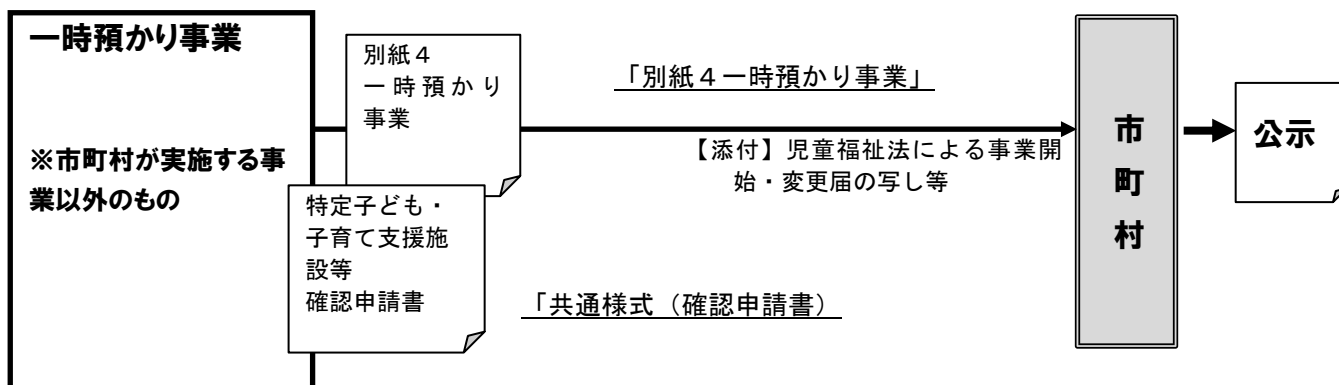 一時預かり事業
※市町村が実施する事
業以外のもの
別紙４
一時預かり
事業
特定子ども・
子育て支援施
設等
確認申請書
「別紙４一時預かり事業」
【添付】児童福祉法による事業開
始・変更届の写し等
「共通様式（確認申請書）
市
町
村
公示